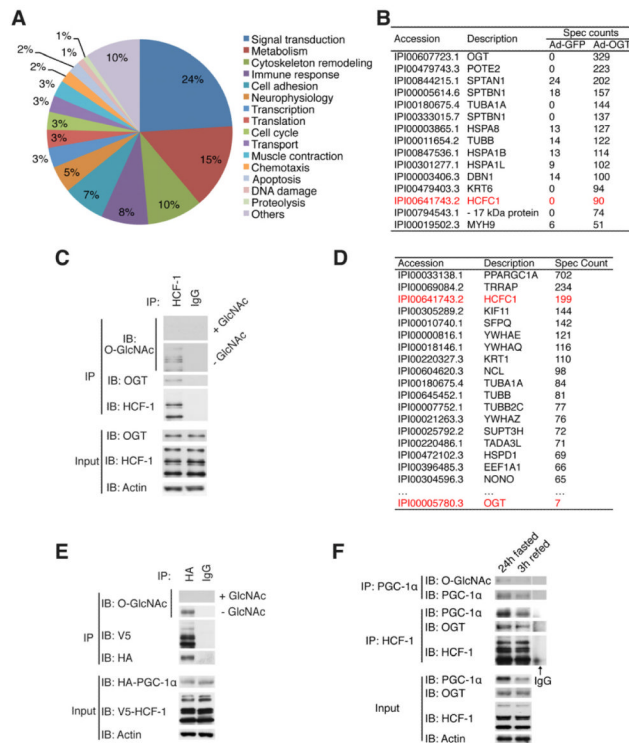 A
24%
15%
10%
8%
7%
5%
3%
3%
3%
3%
3%
2%
2%
1%
1%
10%
Signal transduction
Metabolism
Cytoskeleton remodeling
Immune response
Cell adhesion
Neurophysiology
Transcription
Translation
Cell cycle
Transport
Muscle contraction
Chemotaxis
Apoptosis
DNA damage
Proteolysis
Others
B
Spec counts
Accession Description Ad-GFP Ad-OGT
IPI00607723.1 OGT 0 329
IPI00479743.3 POTE2 0 223
IPI00844215.1 SPTAN1 24 202
IPI00005614.6 SPTBN1 18 157
IPI00180675.4 TUBA1A 0 144
IPI00333015.7 SPTBN1 0 137
IPI00003865.1 HSPA8 13 127
IPI00011654.2 TUBB 14 122
IPI00847536.1 HSPA1B 13 114
IPI00301277.1 HSPA1L 9 102
IPI00003406.3 DBN1 14 100
IPI00479403.3 KRT6 0 94
IPI00641743.2 HCFC1 0 90
IPI00794543.1 - 17 kDa protein 0 74
IPI00019502.3 MYH9 6 51
C
IP: HCF-1 IgG
IB: O-GlcNAc
+ GlcNAc
- GlcNAc
IP
IB: OGT
IB: HCF-1
Input
IB: OGT
IB: HCF-1
IB: Actin
D
Accession Description Spec Count
IPI00033138.1 PPARGC1A 702
IPI00069084.2 TRRAP 234
IPI00641743.2 HCFC1 199
IPI00305289.2 KIF11 144
IPI00010740.1 SFPQ 142
IPI00000816.1 YWHAE 121
IPI00018146.1 YWHAQ 116
IPI00220327.3 KRT1 110
IPI00604620.3 NCL 98
IPI00180675.4 TUBA1A 84
IPI00645452.1 TUBB 81
IPI00007752.1 TUBB2C 77
IPI00021263.3 YWHAZ 76
IPI00025792.2 SUPT3H 72
IPI00220486.1 TADA3L 71
IPI00472102.3 HSPD1 69
IPI00396485.3 EEF1A1 66
IPI00304596.3 NONO 65
... ... ...
IPI00005780.3 OGT 7
E
IP: HA IgG
IB: O-GlcNAc
+ GlcNAc
- GlcNAc
IP
IB: V5
IB: HA
Input
IB: HA-PGC-1α
IB: V5-HCF-1
IB: Actin
F
24h fasted
3h refed
IP: PGC-1α
IB: O-GlcNAc
IB: PGC-1α
IP: HCF-1
IB: PGC-1α
IB: OGT
IB: HCF-1
IgG
Input
IB: PGC-1α
IB: OGT
IB: HCF-1
IB: Actin